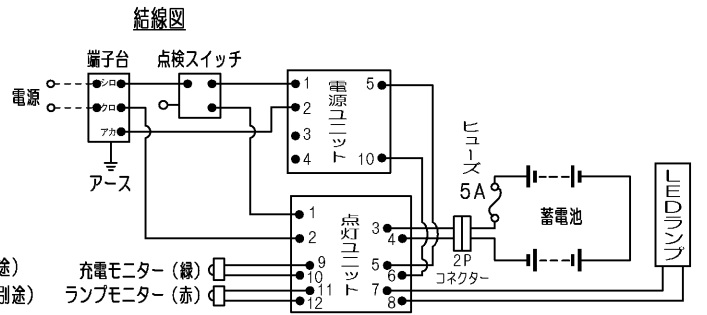 結線図
端子台
点検スイッチ
電源
シロ
クロ
アカ
アース
1
2
3
4
5
10
電源ユニット
1
2
9
10
11
12
3
4
5
6
7
8
点灯ユニット
ヒューズ
5A
2P
コネクター
蓄電池
LEDランプ
途)
充電モニター (緑)
別途)
ランプモニター (赤)